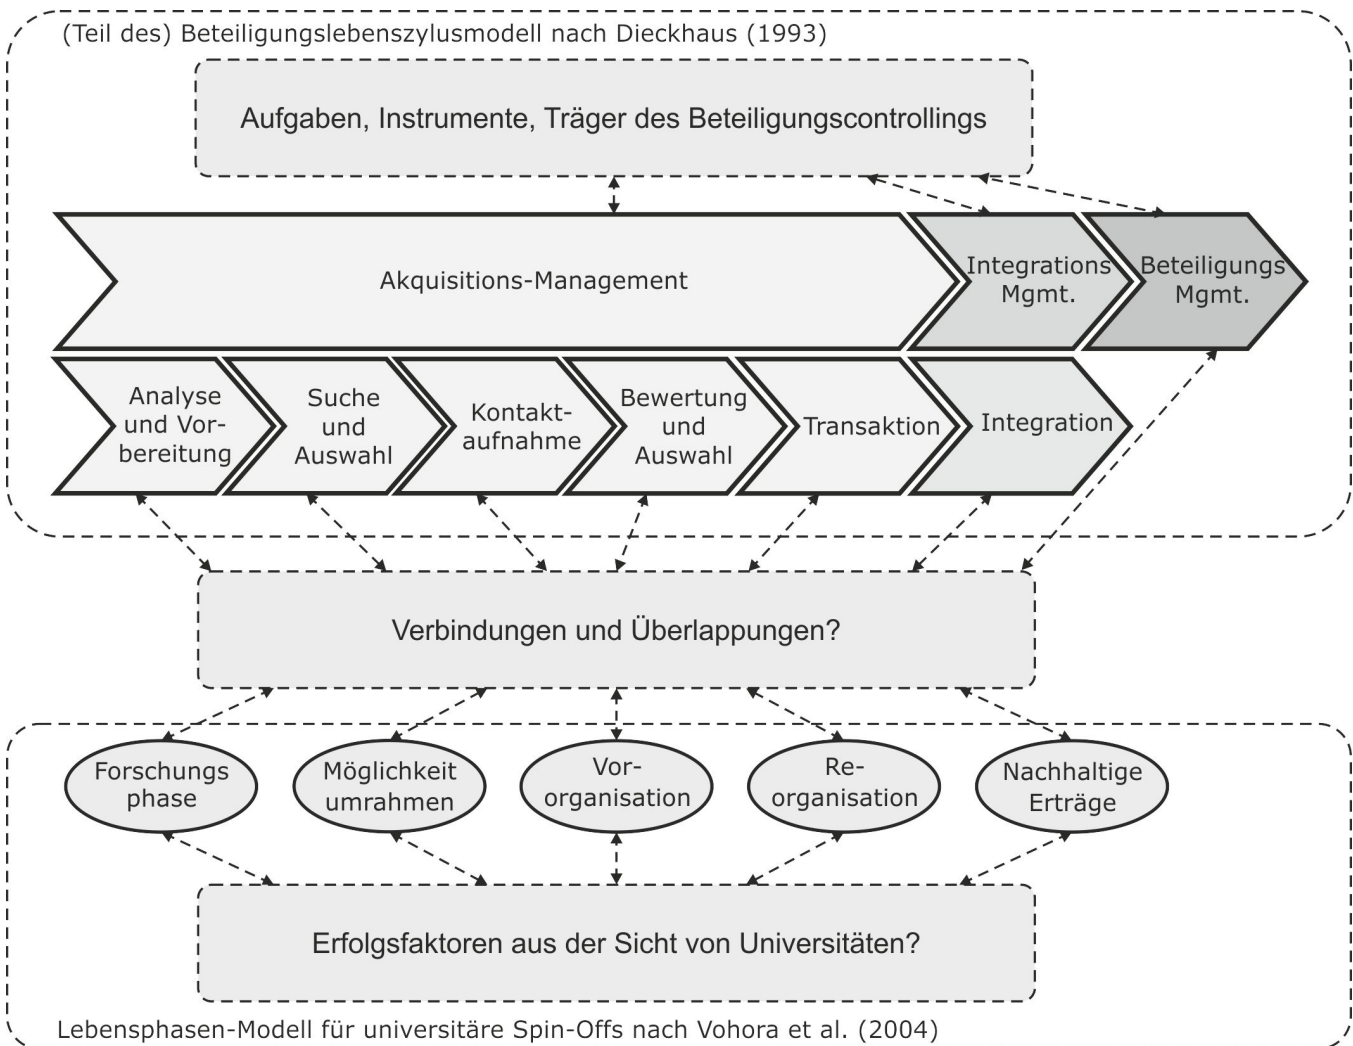 (Teil des) Beteiligungslebenszylusmodell nach Dieckhaus (1993)
Aufgaben, Instrumente, Träger des Beteiligungscontrollings
Akquisitions-Management
Integrations
Mgmt.
Beteiligungs
Mgmt.
Analyse
und Vor-
bereitung
Suche
und
Auswahl
Kontakt-
aufnahme
Bewertung
und
Auswahl
Transaktion
Integration
Verbindungen und Überlappungen?
Forschungs
phase
Möglichkeit
umrahmen
Vor-
organisation
Re-
organisation
Nachhaltige
Erträge
Erfolgsfaktoren aus der Sicht von Universitäten?
Lebensphasen-Modell für universitäre Spin-Offs nach Vohora et al. (2004)